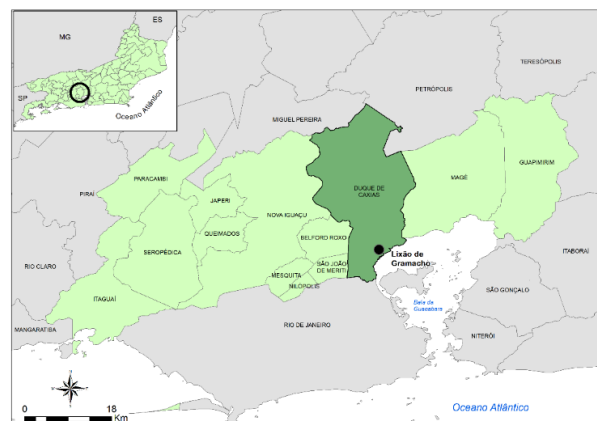 MG
ES
SP
Oceano Atlântico
TERESÓPOLIS
PETRÓPOLIS
MIGUEL PEREIRA
GUAPIMIRIM
PARACAMBI
MAGÉ
DUQUE DE
CAXIAS
PIRAÍ
JAPERI
NOVA IGUAÇU
QUEIMADOS
BELFORD ROXO
SEROPÉDICA
Lixão de
Gramacho
ITABORAÍ
SÃO JOÃO
DE MERITI
RIO CLARO
MESQUITA
NILÓPOLIS
SÃO GONÇALO
ITAGUAÍ
Baía da
Guanabara
MANGARATIBA
RIO DE JANEIRO
NITERÓI
0 18
Km
Oceano Atlântico